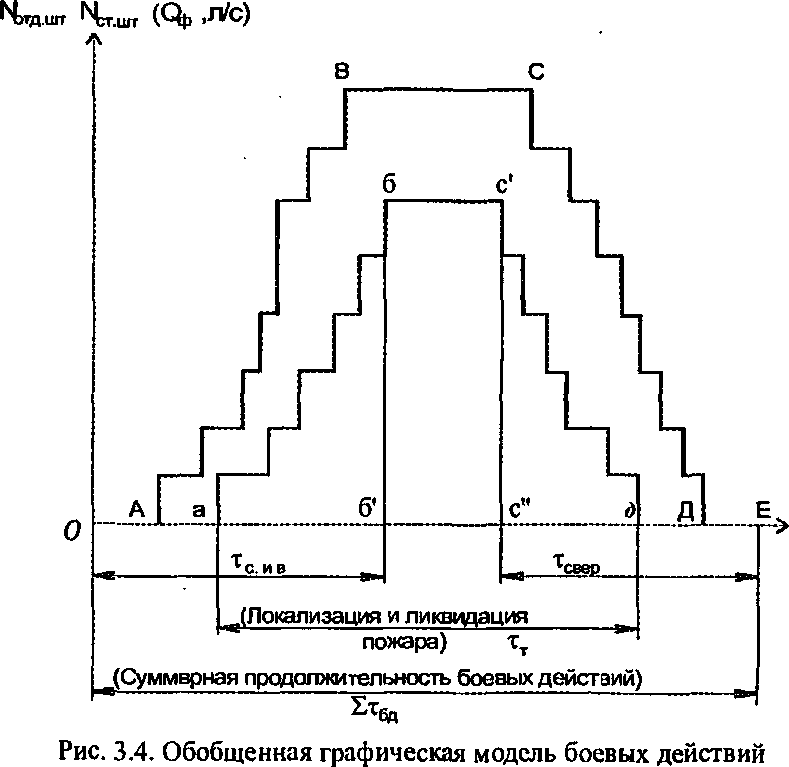 Nотд.шт Nст.шт (Qф ,л/с)
В С
б с'
А а б' с" д Д Е
О
τс. и в τсвер
(Локализация и ликвидация
пожара) τт
(Суммврная продолжительность боевых действий)
Στбд
Рис. 3.4. Обобщенная графическая модель боевых действий